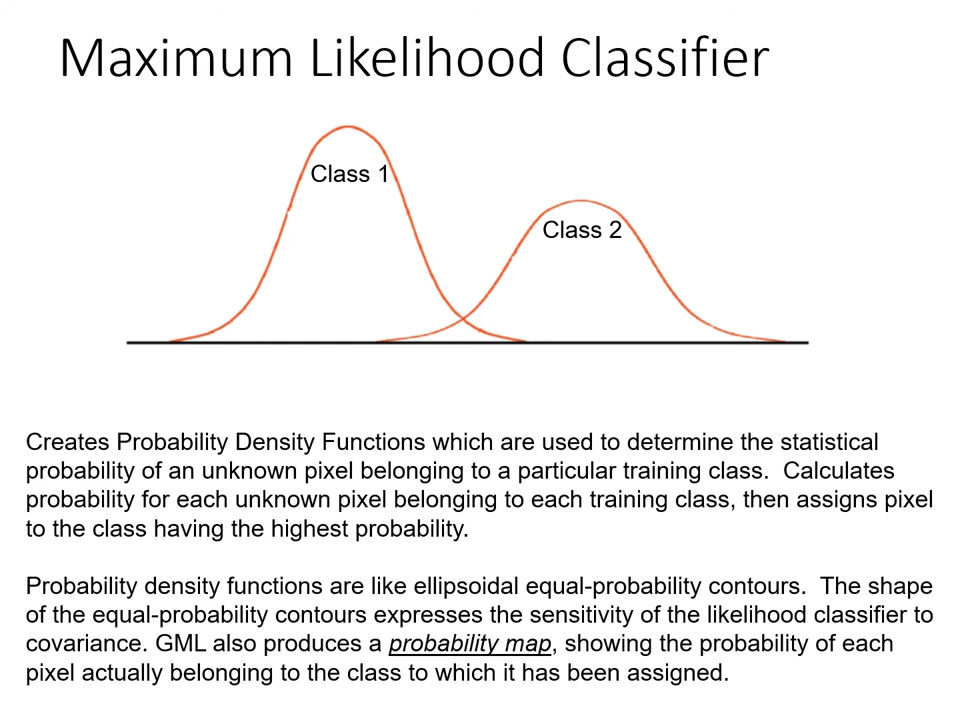 Maximum Likelihood Classifier
Class 1
Class 2
Creates Probability Density Functions which are used to determine the statistical
probability of an unknown pixel belonging to a particular training class.  Calculates
probability for each unknown pixel belonging to each training class, then assigns pixel
to the class having the highest probability.
Probability density functions are like ellipsoidal equal-probability contours.  The shape
of the equal-probability contours expresses the sensitivity of the likelihood classifier to
covariance. GML also produces a probability map, showing the probability of each
pixel actually belonging to the class to which it has been assigned.